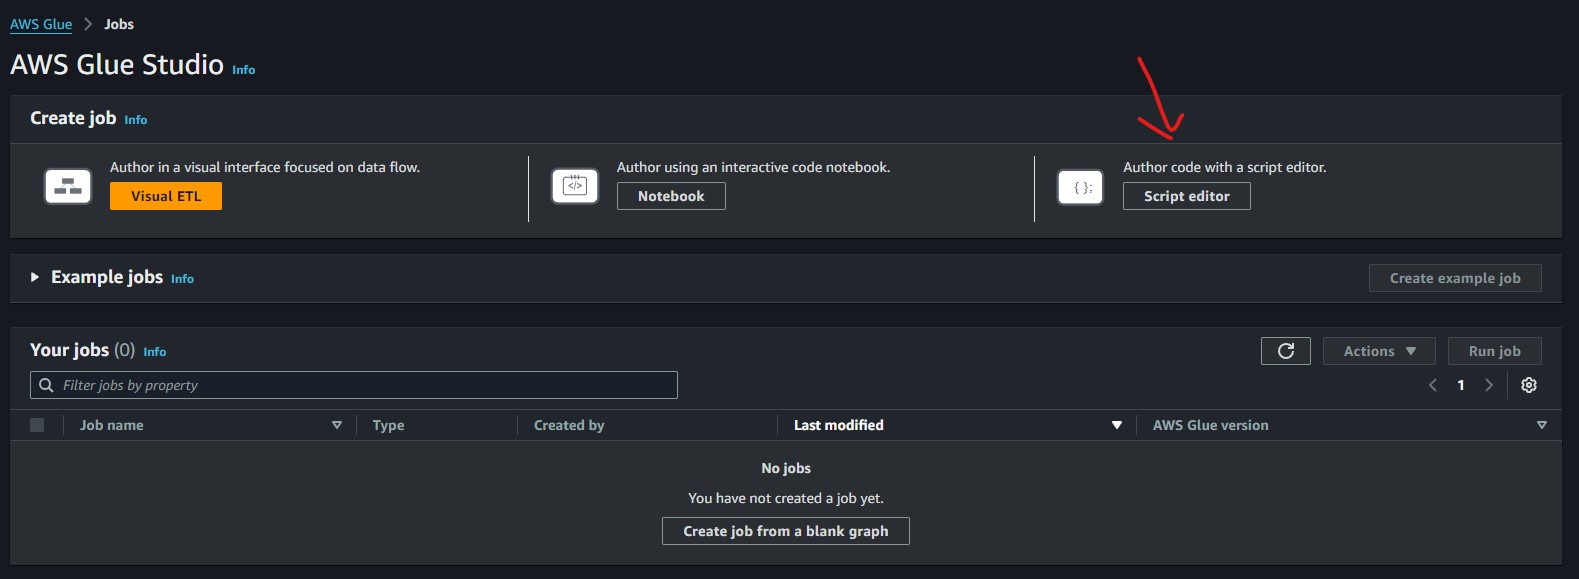 AWS Glue > Jobs
AWS Glue Studio Info
Create job Info
Author in a visual interface focused on data flow.
Visual ETL
Author using an interactive code notebook.
</> Notebook
Author code with a script editor.
{ }; Script editor
Example jobs Info
Create example job
Your jobs (0) Info
Actions
Run job
Filter jobs by property
1
Job name Type Created by Last modified AWS Glue version
No jobs
You have not created a job yet.
Create job from a blank graph